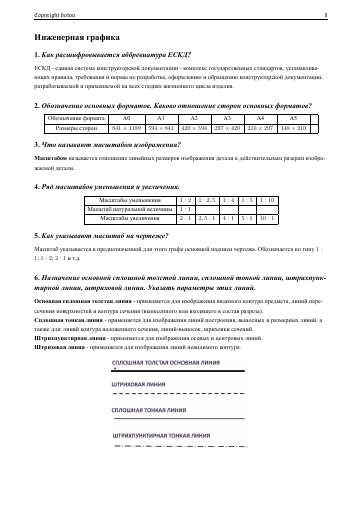 Copyright botva 1
Инженерная графика
1. Как расшифровывается аббревиатура ЕСКД?
ЕСКД - единая система конструкторской документации - комплекс государственных стандартов, устанавлива-
ющих правила, требования и нормы по разработке, оформлению и обращению конструкторской документации,
разрабатываемой и применяемой на всех стадиях жизненного цикла изделия.
2. Обозначение основных форматов. Каково отношение сторон основных форматов?
Обозначение формата A0 A1 A2 A3 A4 A5
Размеры сторон 841 × 1189 594 × 841 420 × 594 297 × 420 210 × 297 148 × 210
3. Что называют масштабом изображения?
Масштабом называется отношение линейных размеров изображения детали к действительным размерам изобра-
жаемой детали.
4. Ряд масштабов уменьшения и увеличения.
Масштабы уменьшения 1 : 2 1 : 2,5 1 : 4 1 : 5 1 : 10
Масштаб натуральной величины 1 : 1
Масштабы увеличения 2 : 1 2,5 : 1 4 : 1 5 : 1 10 : 1
5. Как указывают масштаб на чертеже?
Масштаб указывается в предназначенной для этого графе основной надписи чертежа. Обозначается по типу 1 :
1; 1 : 2; 2 : 1 и т.д.
6. Назначение основной сплошной толстой линии, сплошной тонкой линии, штрихпунк-
тирной линии, штриховой линии. Указать параметры этих линий.
Основная сплошная толстая линия - применяется для изображения видимого контура предмета, линий пере-
сечения поверхностей и контура сечения (вынесенного или входящего в состав разреза).
Сплошная тонкая линия - применяется для изображения линий построения, выносных и размерных линий, а
также для линий контура наложенного сечения, линий-выносок, штриховки сечений.
Штрихпунктирная линия - применяется для изображения осевых и центровых линий.
Штриховая линия - применяется для изображения линий невидимого контура.
СПЛОШНАЯ ТОЛСТАЯ ОСНОВНАЯ ЛИНИЯ
ШТРИХОВАЯ ЛИНИЯ
СПЛОШНАЯ ТОНКАЯ ЛИНИЯ
ШТРИХПУНКТИРНАЯ ТОНКАЯ ЛИНИЯ